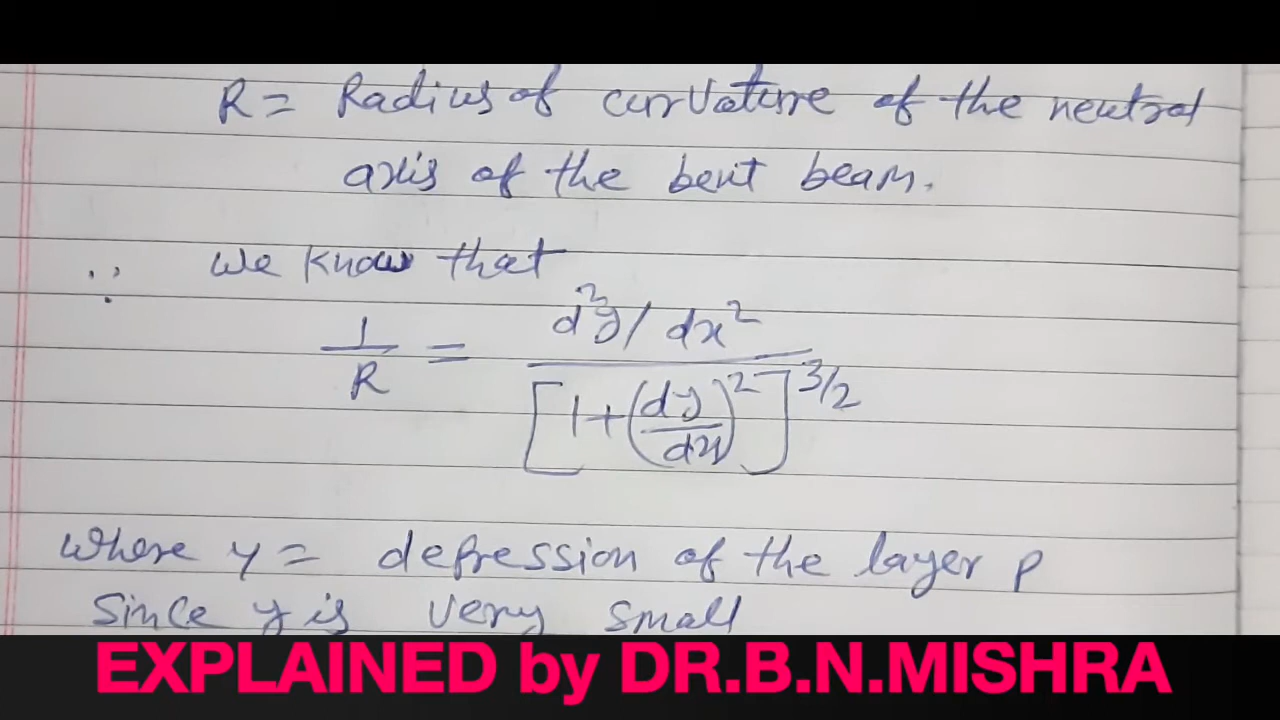 R = Radius of curvature of the neutral
axis of the bent beam.
∵ we know that
1/R = d²y/dx² / [1+(dy/dx)²]^3/2
where y = depression of the layer p
Since y is very small
EXPLAINED by DR.B.N.MISHRA